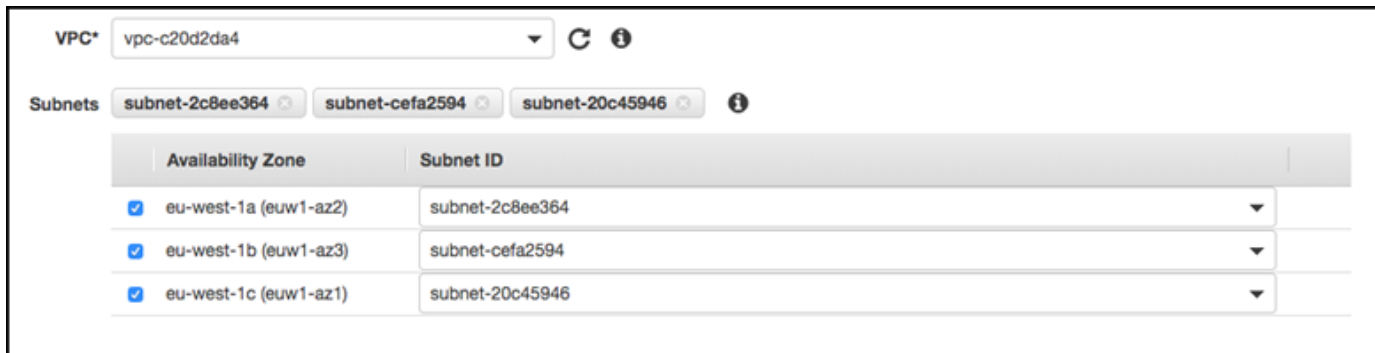 VPC* vpc-c20d2da4
Subnets subnet-2c8ee364 subnet-cefa2594 subnet-20c45946
Availability Zone Subnet ID
eu-west-1a (euw1-az2) subnet-2c8ee364
eu-west-1b (euw1-az3) subnet-cefa2594
eu-west-1c (euw1-az1) subnet-20c45946